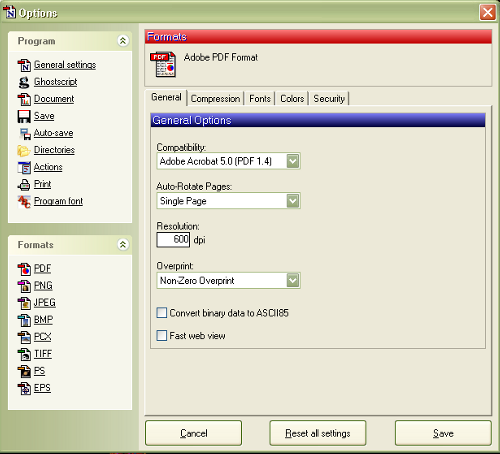 Options
Program
General settings
Ghostscript
Document
Save
Auto-save
Directories
Actions
Print
Program font
Formats
PDF
PNG
JPEG
BMP
PCX
TIFF
PS
EPS
Formats
PDF
Adobe PDF Format
General Compression Fonts Colors Security
General Options
Compatibility:
Adobe Acrobat 5.0 (PDF 1.4)
Auto-Rotate Pages:
Single Page
Resolution:
600 dpi
Overprint:
Non-Zero Overprint
Convert binary data to ASCII85
Fast web view
Cancel Reset all settings Save